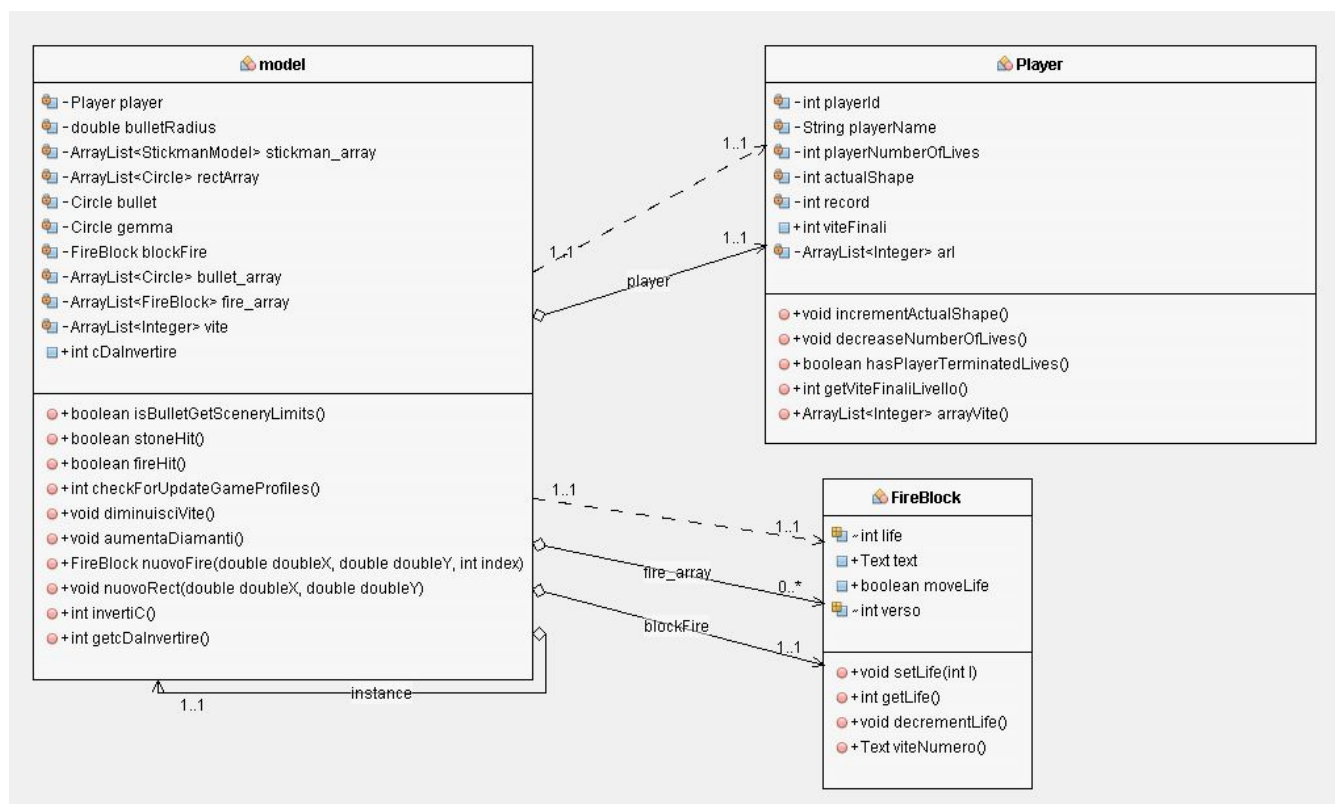 model
-Player player
-double bulletRadius
-ArrayList<StickmanModel> stickman_array
-ArrayList<Circle> rectArray
-Circle bullet
-Circle gemma
-FireBlock blockFire
-ArrayList<Circle> bullet_array
-ArrayList<FireBlock> fire_array
-ArrayList<Integer> vite
+int cDaInvertire
+boolean isBulletGetSceneryLimits()
+boolean stoneHit()
+boolean fireHit()
+int checkForUpdateGameProfiles()
+void diminuisciVite()
+void aumentaDiamanti()
+FireBlock nuovoFire(double doubleX, double doubleY, int index)
+void nuovoRect(double doubleX, double doubleY)
+int invertiC()
+int getcDaInvertire()
1..1
1..1
player
1..1
Player
-int playerId
-String playerName
-int playerNumberOfLives
-int actualShape
-int record
+int viteFinali
-ArrayList<Integer> arl
+void incrementActualShape()
+void decreaseNumberOfLives()
+boolean hasPlayerTerminatedLives()
+int getViteFinaliLivello()
+ArrayList<Integer> arrayVite()
1..1
1..1
fire_array
0..*
blockFire
1..1
instance
1..1
FireBlock
~int life
+Text text
+boolean moveLife
~int verso
+void setLife(int l)
+int getLife()
+void decrementLife()
+Text viteNumero()